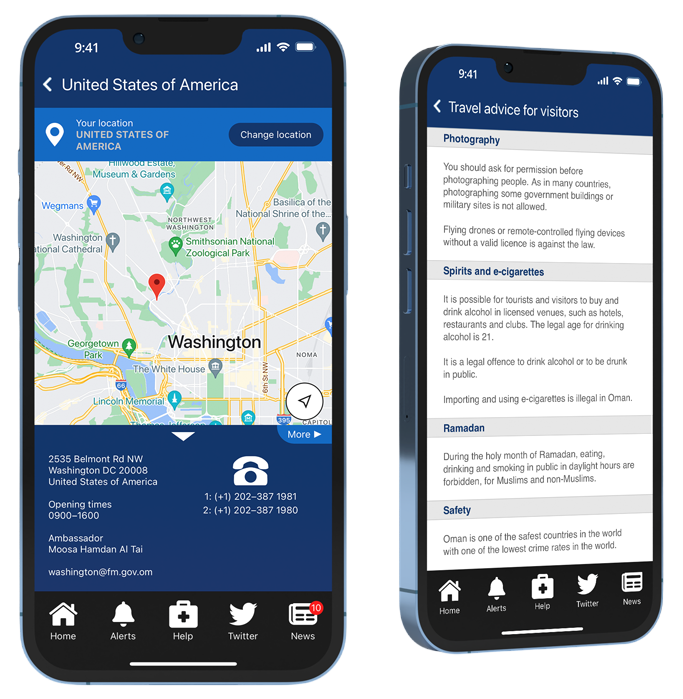 9:41
United States of America
Your location
UNITED STATES OF
AMERICA
Change location
Hillwood Estate,
Museum & Gardens
er Rd NW
Wegmans
Basilica of the
National Shrine of the...
NORTHWEST
WASHINGTON
Washington
ational Cathedral
Smithsonian National
Zoological Park
Washington
Georgetown
Park
NOMA
The White House
6th St NW
66
Lincoln Memorial
395
CAPITOL
More
2535 Belmont Rd NW
Washington DC 20008
United States of America
1: (+1) 202–387 1981
2: (+1) 202–387 1980
Opening times
0900–1600
Ambassador
Moosa Hamdan Al Tai
washington@fm.gov.om
10
Home
Alerts
Help
Twitter
News
9:41
Travel advice for visitors
Photography
You should ask for permission before
photographing people. As in many countries,
photographing some government buildings or
military sites is not allowed.
Flying drones or remote-controlled flying devices
without a valid licence is against the law.
Spirits and e-cigarettes
It is possible for tourists and visitors to buy and
drink alcohol in licensed venues, such as hotels,
restaurants and clubs. The legal age for drinking
alcohol is 21.
It is a legal offence to drink alcohol or to be drunk
in public.
Importing and using e-cigarettes is illegal in Oman.
Ramadan
During the holy month of Ramadan, eating,
drinking and smoking in public in daylight hours are
forbidden, for Muslims and non-Muslims.
Safety
Oman is one of the safest countries in the world
with one of the lowest crime rates in the world.
Home
Alerts
Help
Twitter
News